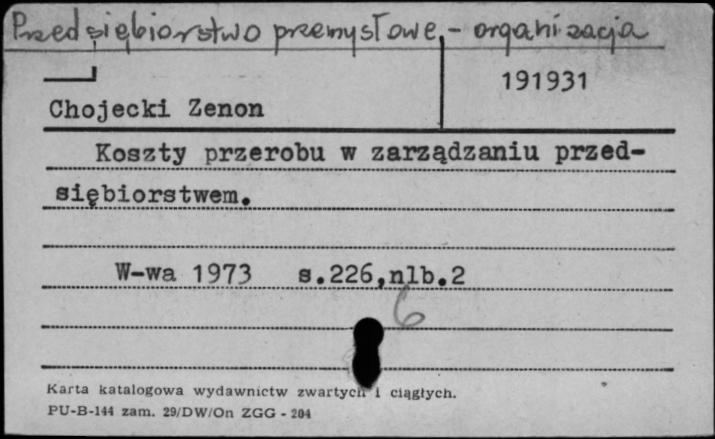 Przedsiębiorstwo przemysłowe - organizacja
191931
Chojecki Zenon
Koszty przerobu w zarządzaniu przed-
siębiorstwem.
W-wa 1973 s.226,nlb.2
6
Karta katalogowa wydawnictw zwartych i ciągłych.
PU-B-144 zam. 29/DW/On ZGG - 204